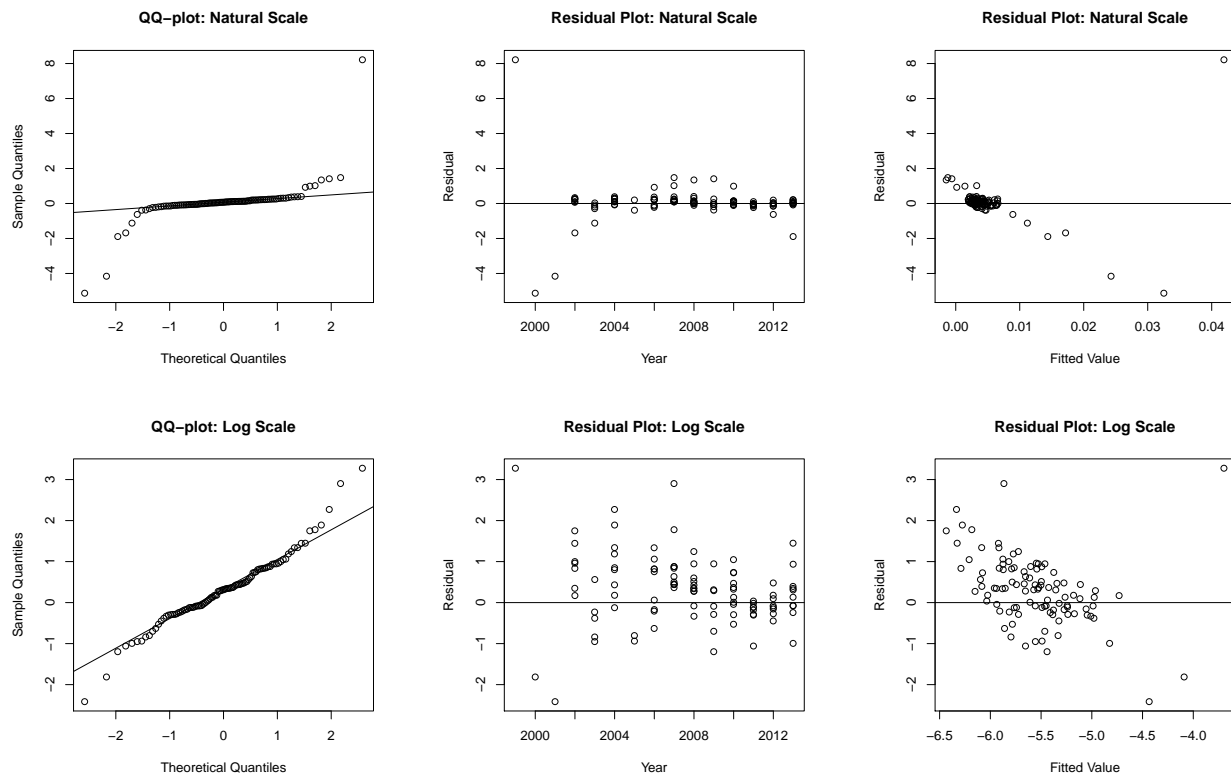 QQ−plot: Natural Scale
Sample Quantiles
8
6
4
2
0
−2
−4
−2 −1 0 1 2
Theoretical Quantiles
Residual Plot: Natural Scale
Residual
8
6
4
2
0
−2
−4
2000 2004 2008 2012
Year
Residual Plot: Natural Scale
Residual
8
6
4
2
0
−2
−4
0.00 0.01 0.02 0.03 0.04
Fitted Value
QQ−plot: Log Scale
Sample Quantiles
3
2
1
0
−1
−2
−2 −1 0 1 2
Theoretical Quantiles
Residual Plot: Log Scale
Residual
3
2
1
0
−1
−2
2000 2004 2008 2012
Year
Residual Plot: Log Scale
Residual
3
2
1
0
−1
−2
−6.5 −6.0 −5.5 −5.0 −4.5 −4.0
Fitted Value